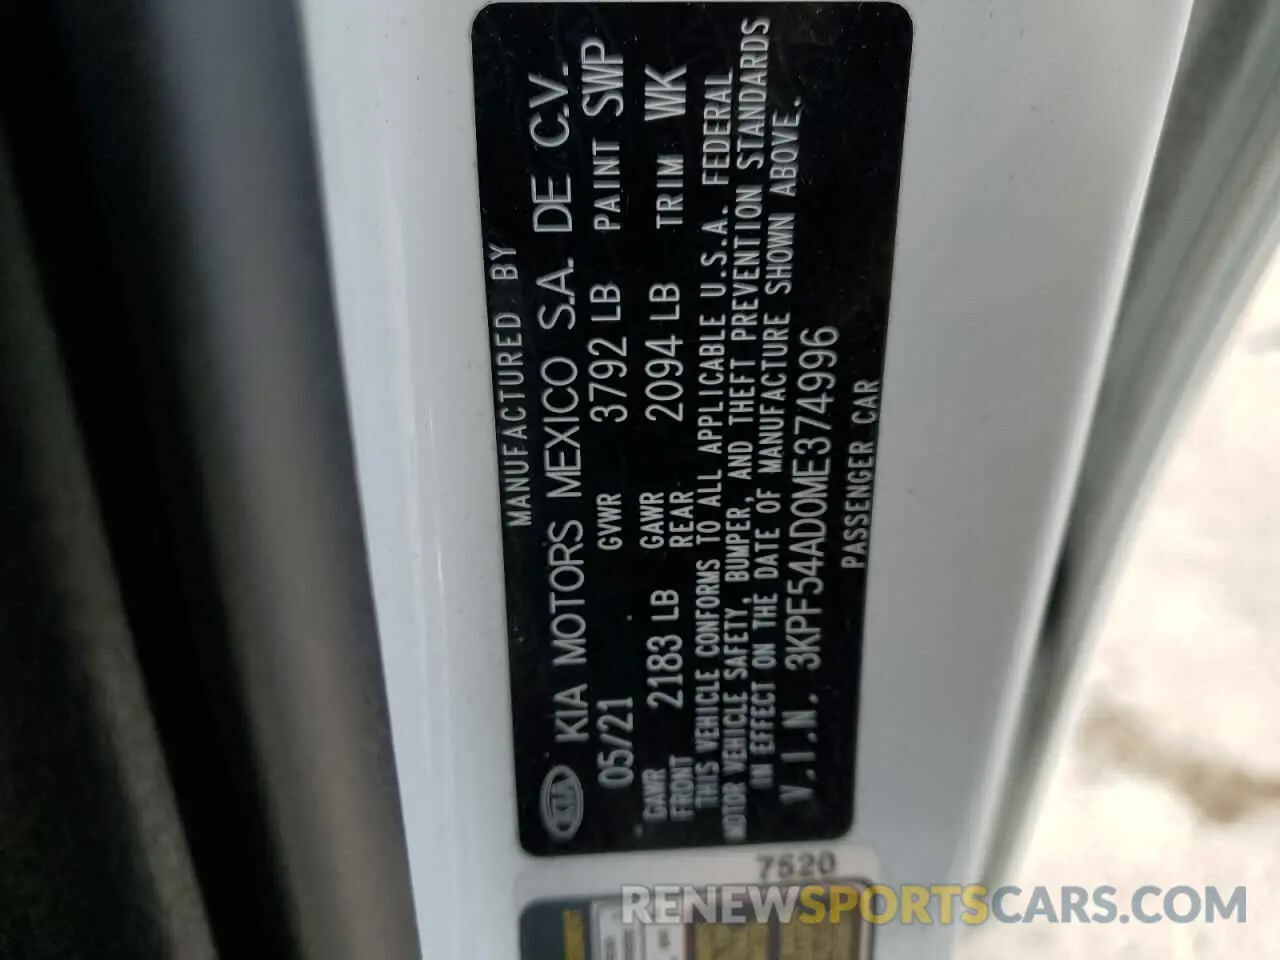 MANUFACTURED BY
KIA KIA MOTORS MEXICO S.A. DE C.V.
05/21 GVWR 3792 LB PAINT SWP
GAWR FRONT 2183 LB GAWR REAR 2094 LB TRIM WK
THIS VEHICLE CONFORMS TO ALL APPLICABLE U.S.A. FEDERAL
MOTOR VEHICLE SAFETY, BUMPER, AND THEFT PREVENTION STANDARDS
IN EFFECT ON THE DATE OF MANUFACTURE SHOWN ABOVE.
V.I.N. 3KPF54AD0ME374996
PASSENGER CAR
7520
RENEWSPORTSCARS.COM